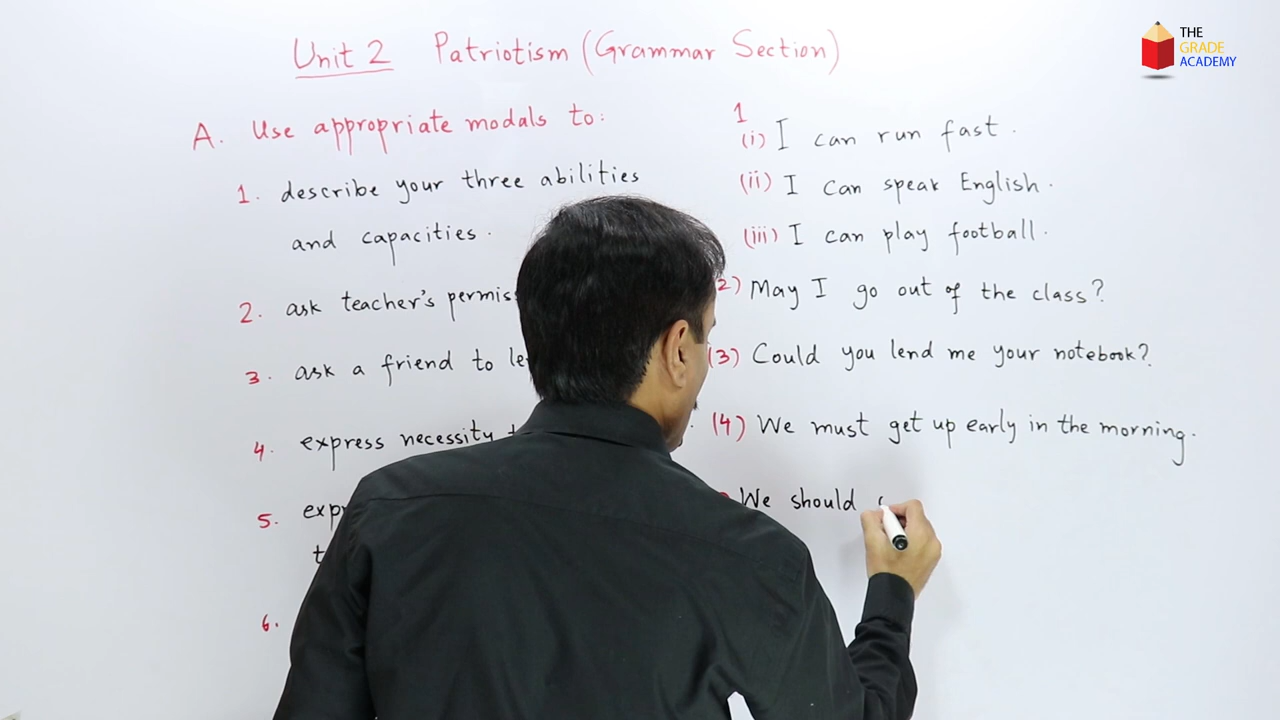 Unit 2 Patriotism (Grammar Section)
THE
GRADE
ACADEMY
A. Use appropriate modals to:
1. describe your three abilities
and capacities.
2. ask teacher's
3. ask a friend to
4. express necessity
5.
6.
1
(i) I can run fast.
(ii) I can speak English.
(iii) I can play football.
2) May I go out of the class?
(3) Could you lend me your notebook?
(4) We must get up early in the morning.
We should